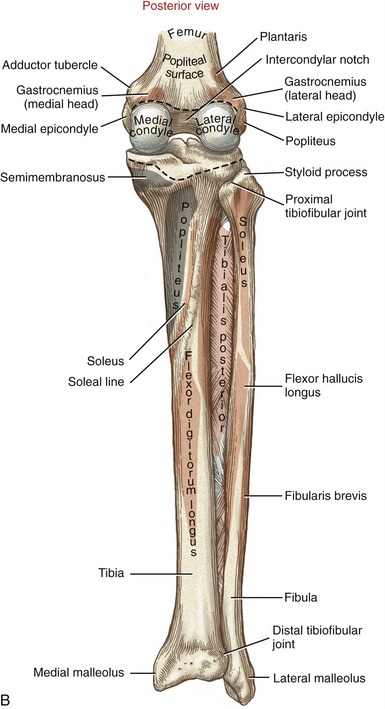 Posterior view
Femur
Plantaris
Popliteal
surface
Intercondylar notch
Adductor tubercle
Gastrocnemius
(medial head)
Gastrocnemius
(lateral head)
Medial epicondyle
Medial
condyle
Lateral
condyle
Lateral epicondyle
Popliteus
Semimembranosus
Styloid process
Proximal
tibiofibular joint
Popliteus
Tibialis posterior
Soleus
Soleus
Soleal line
Flexor digitorum longus
Flexor hallucis
longus
Fibularis brevis
Tibia
Fibula
Distal tibiofibular
joint
Medial malleolus
Lateral malleolus
B